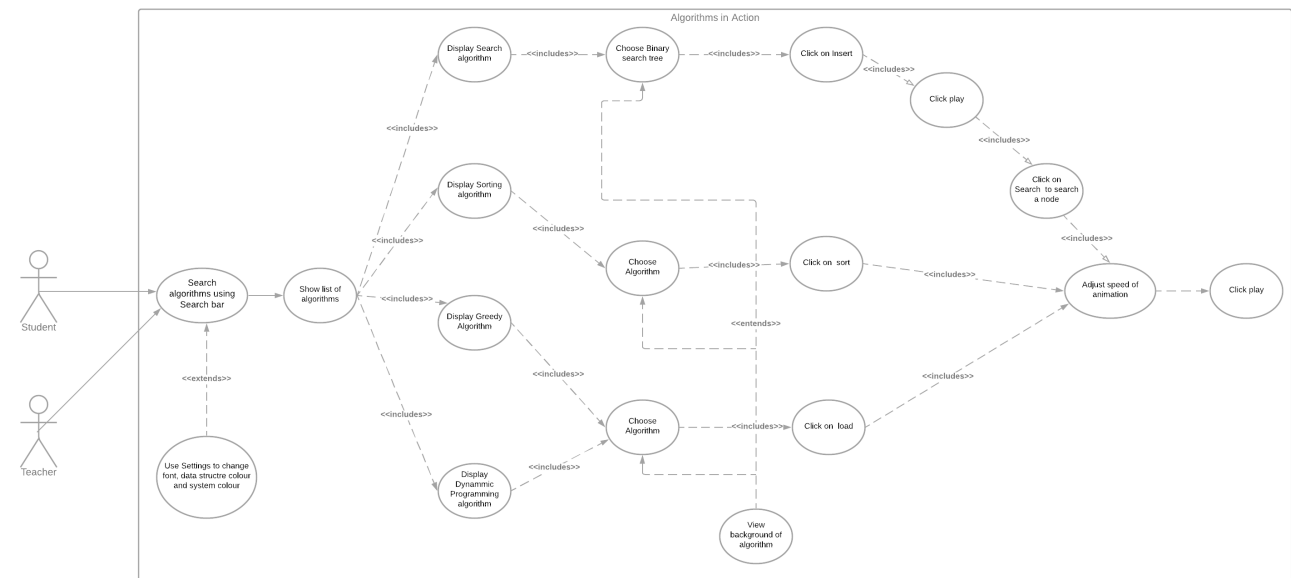 Algorithms in Action
Display Search
algorithm
<<includes>>
Choose Binary
search tree
<<includes>>
Click on Insert
<<includes>>
Click play
<<includes>>
<<includes>>
Click on
Search to search
a node
Display Sorting
algorithm
<<includes>>
<<includes>>
<<includes>>
Choose
Algorithm
<<includes>>
Click on sort
<<includes>>
Student
Search
algorithms using
Search bar
Show list of
algorithms
<<includes>>
Display Greedy
Algorithm
Adjust speed of
animation
Click play
<<entends>>
<<extends>>
<<includes>>
<<includes>>
<<includes>>
Choose
Algorithm
<<includes>>
Click on load
Teacher
Use Settings to change
font, data structre colour
and system colour
<<includes>>
Display
Dynammic
Programming
algorithm
View
background of
algorithm